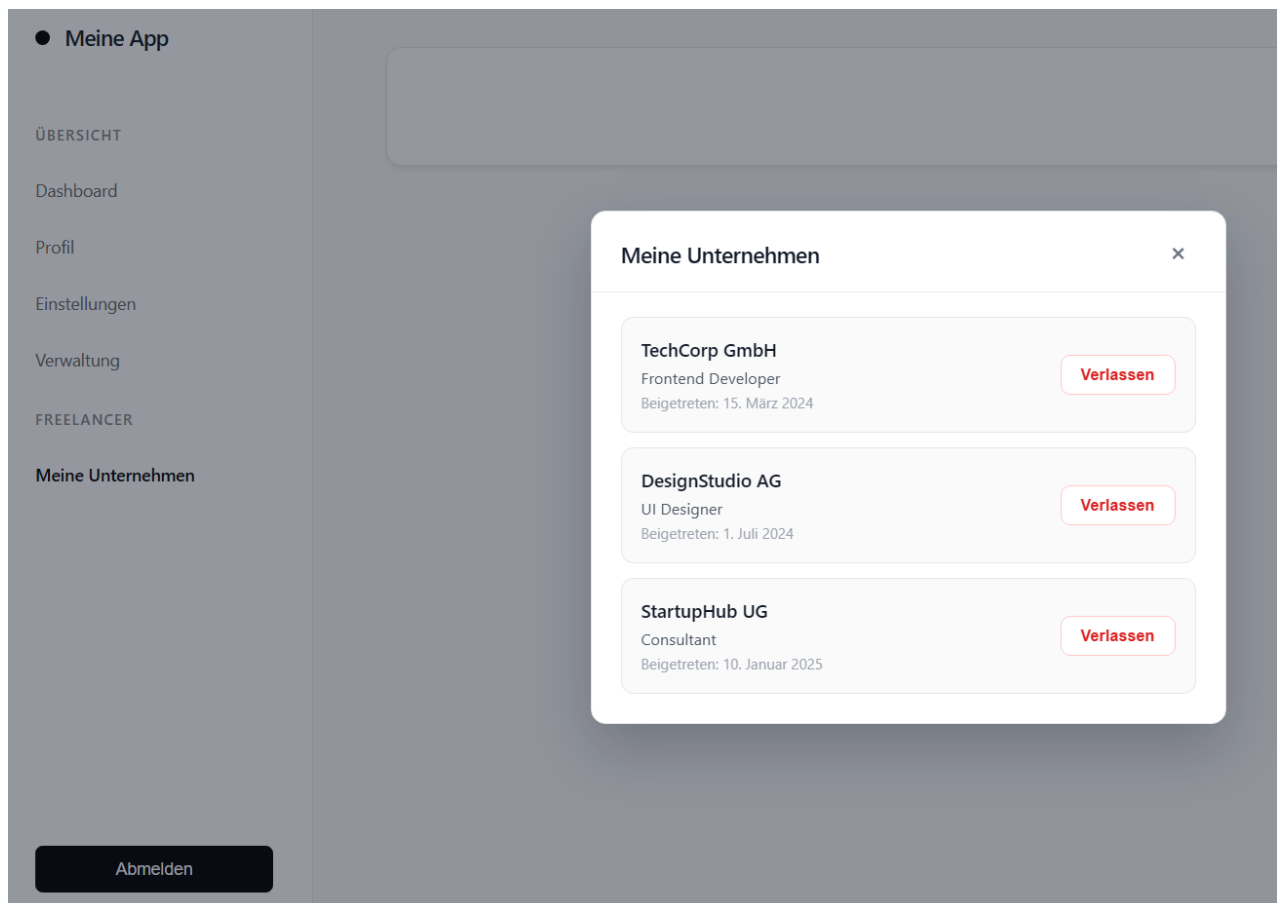 Meine App
ÜBERSICHT
Dashboard
Profil
Einstellungen
Verwaltung
FREELANCER
Meine Unternehmen
Abmelden
Meine Unternehmen
×
TechCorp GmbH
Frontend Developer
Beigetreten: 15. März 2024
Verlassen
DesignStudio AG
UI Designer
Beigetreten: 1. Juli 2024
Verlassen
StartupHub UG
Consultant
Beigetreten: 10. Januar 2025
Verlassen